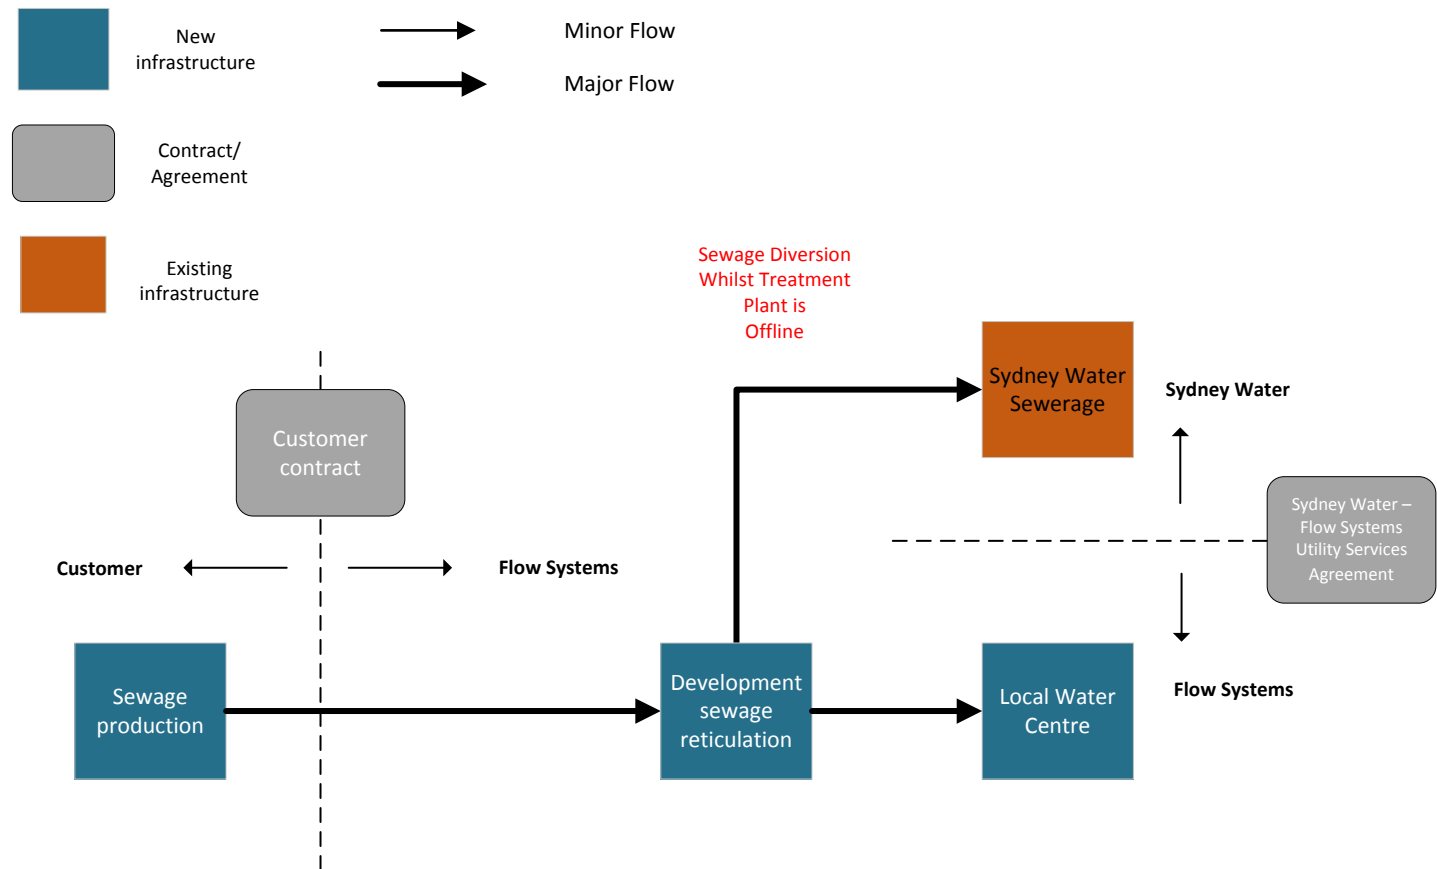 New
infrastructure
Minor Flow
Major Flow
Contract/
Agreement
Existing
infrastructure
Sewage Diversion
Whilst Treatment
Plant is
Offline
Sydney Water
Sewerage
Sydney Water
Customer
contract
Sydney Water –
Flow Systems
Utility Services
Agreement
Customer
Flow Systems
Sewage
production
Development
sewage
reticulation
Local Water
Centre
Flow Systems